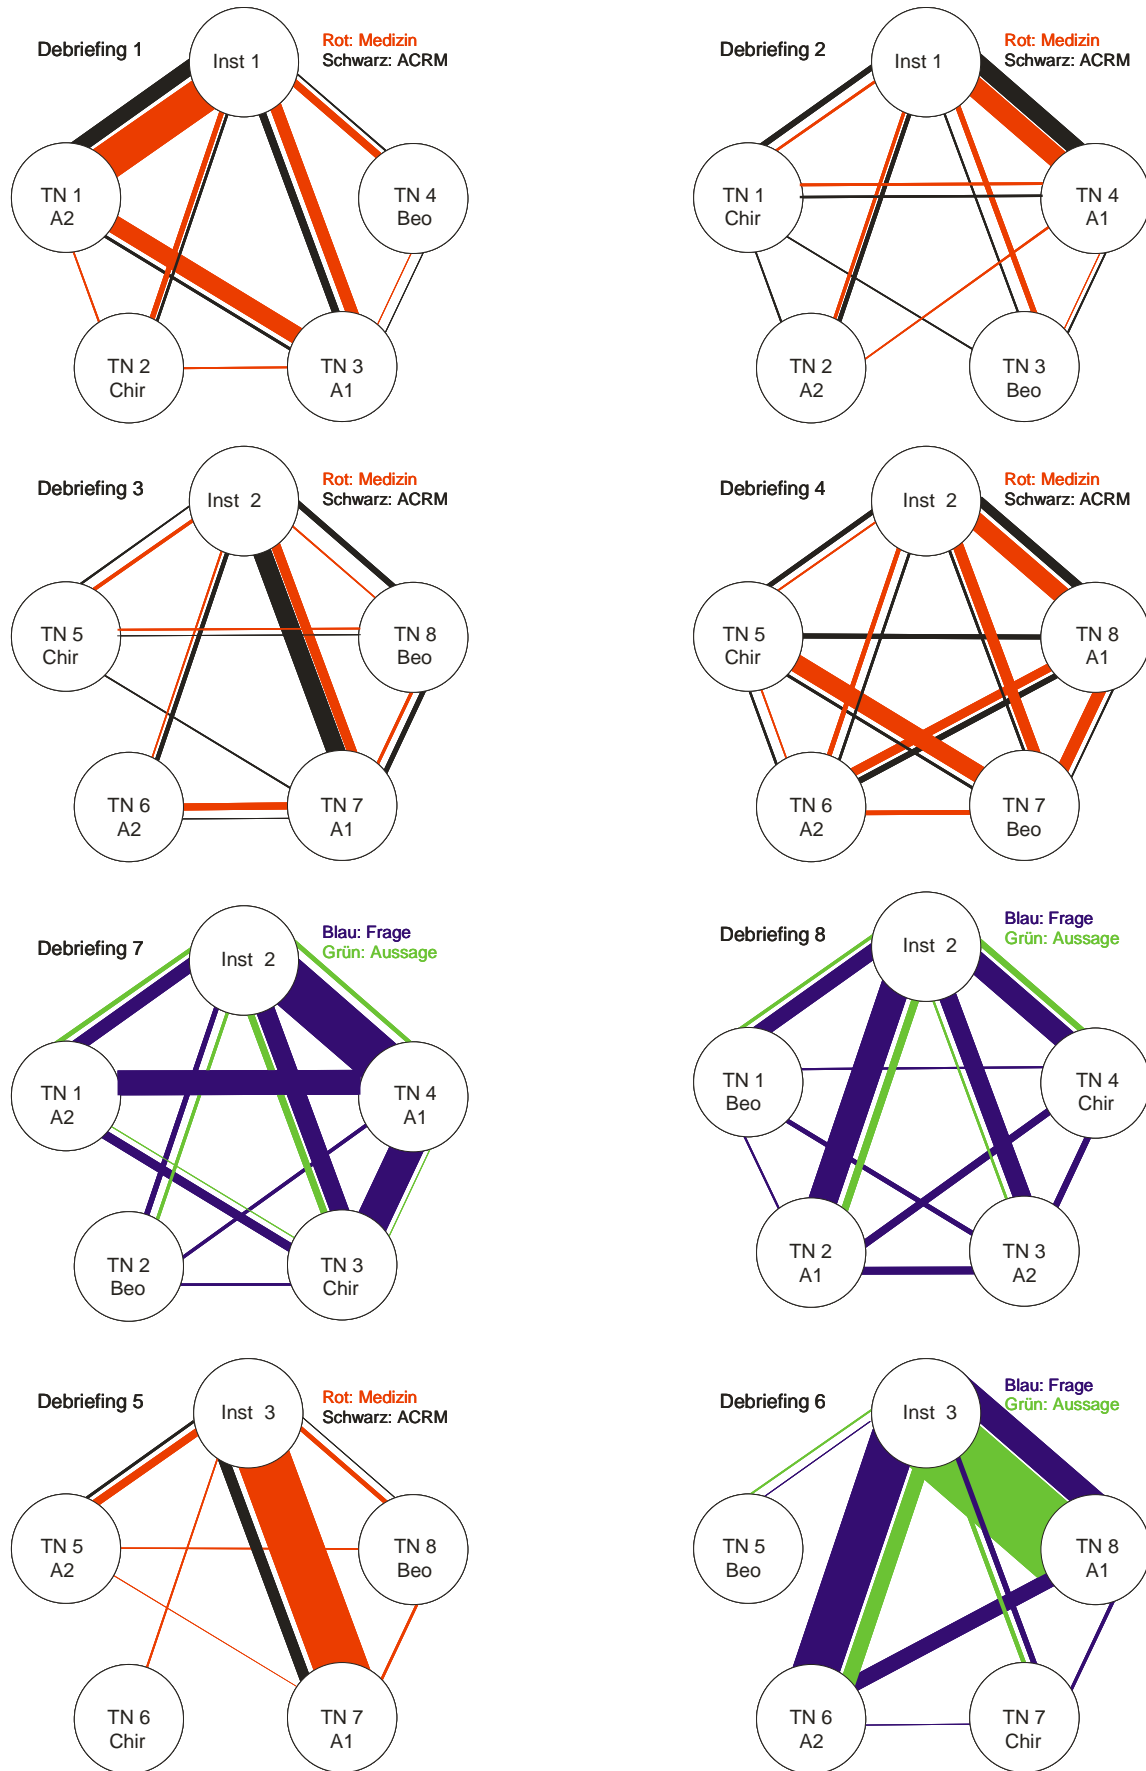 Debriefing 1
Rot: Medizin
Schwarz: ACRM
Inst 1
TN 1
A2
TN 4
Beo
TN 2
Chir
TN 3
A1
Debriefing 2
Rot: Medizin
Schwarz: ACRM
Inst 1
TN 1
Chir
TN 4
A1
TN 2
A2
TN 3
Beo
Debriefing 3
Rot: Medizin
Schwarz: ACRM
Inst 2
TN 5
Chir
TN 8
Beo
TN 6
A2
TN 7
A1
Debriefing 4
Rot: Medizin
Schwarz: ACRM
Inst 2
TN 5
Chir
TN 8
A1
TN 6
A2
TN 7
Beo
Debriefing 7
Blau: Frage
Grün: Aussage
Inst 2
TN 1
A2
TN 4
A1
TN 2
Beo
TN 3
Chir
Debriefing 8
Blau: Frage
Grün: Aussage
Inst 2
TN 1
Beo
TN 4
Chir
TN 2
A1
TN 3
A2
Debriefing 5
Rot: Medizin
Schwarz: ACRM
Inst 3
TN 5
A2
TN 8
Beo
TN 6
Chir
TN 7
A1
Debriefing 6
Blau: Frage
Grün: Aussage
Inst 3
TN 5
Beo
TN 8
A1
TN 6
A2
TN 7
Chir